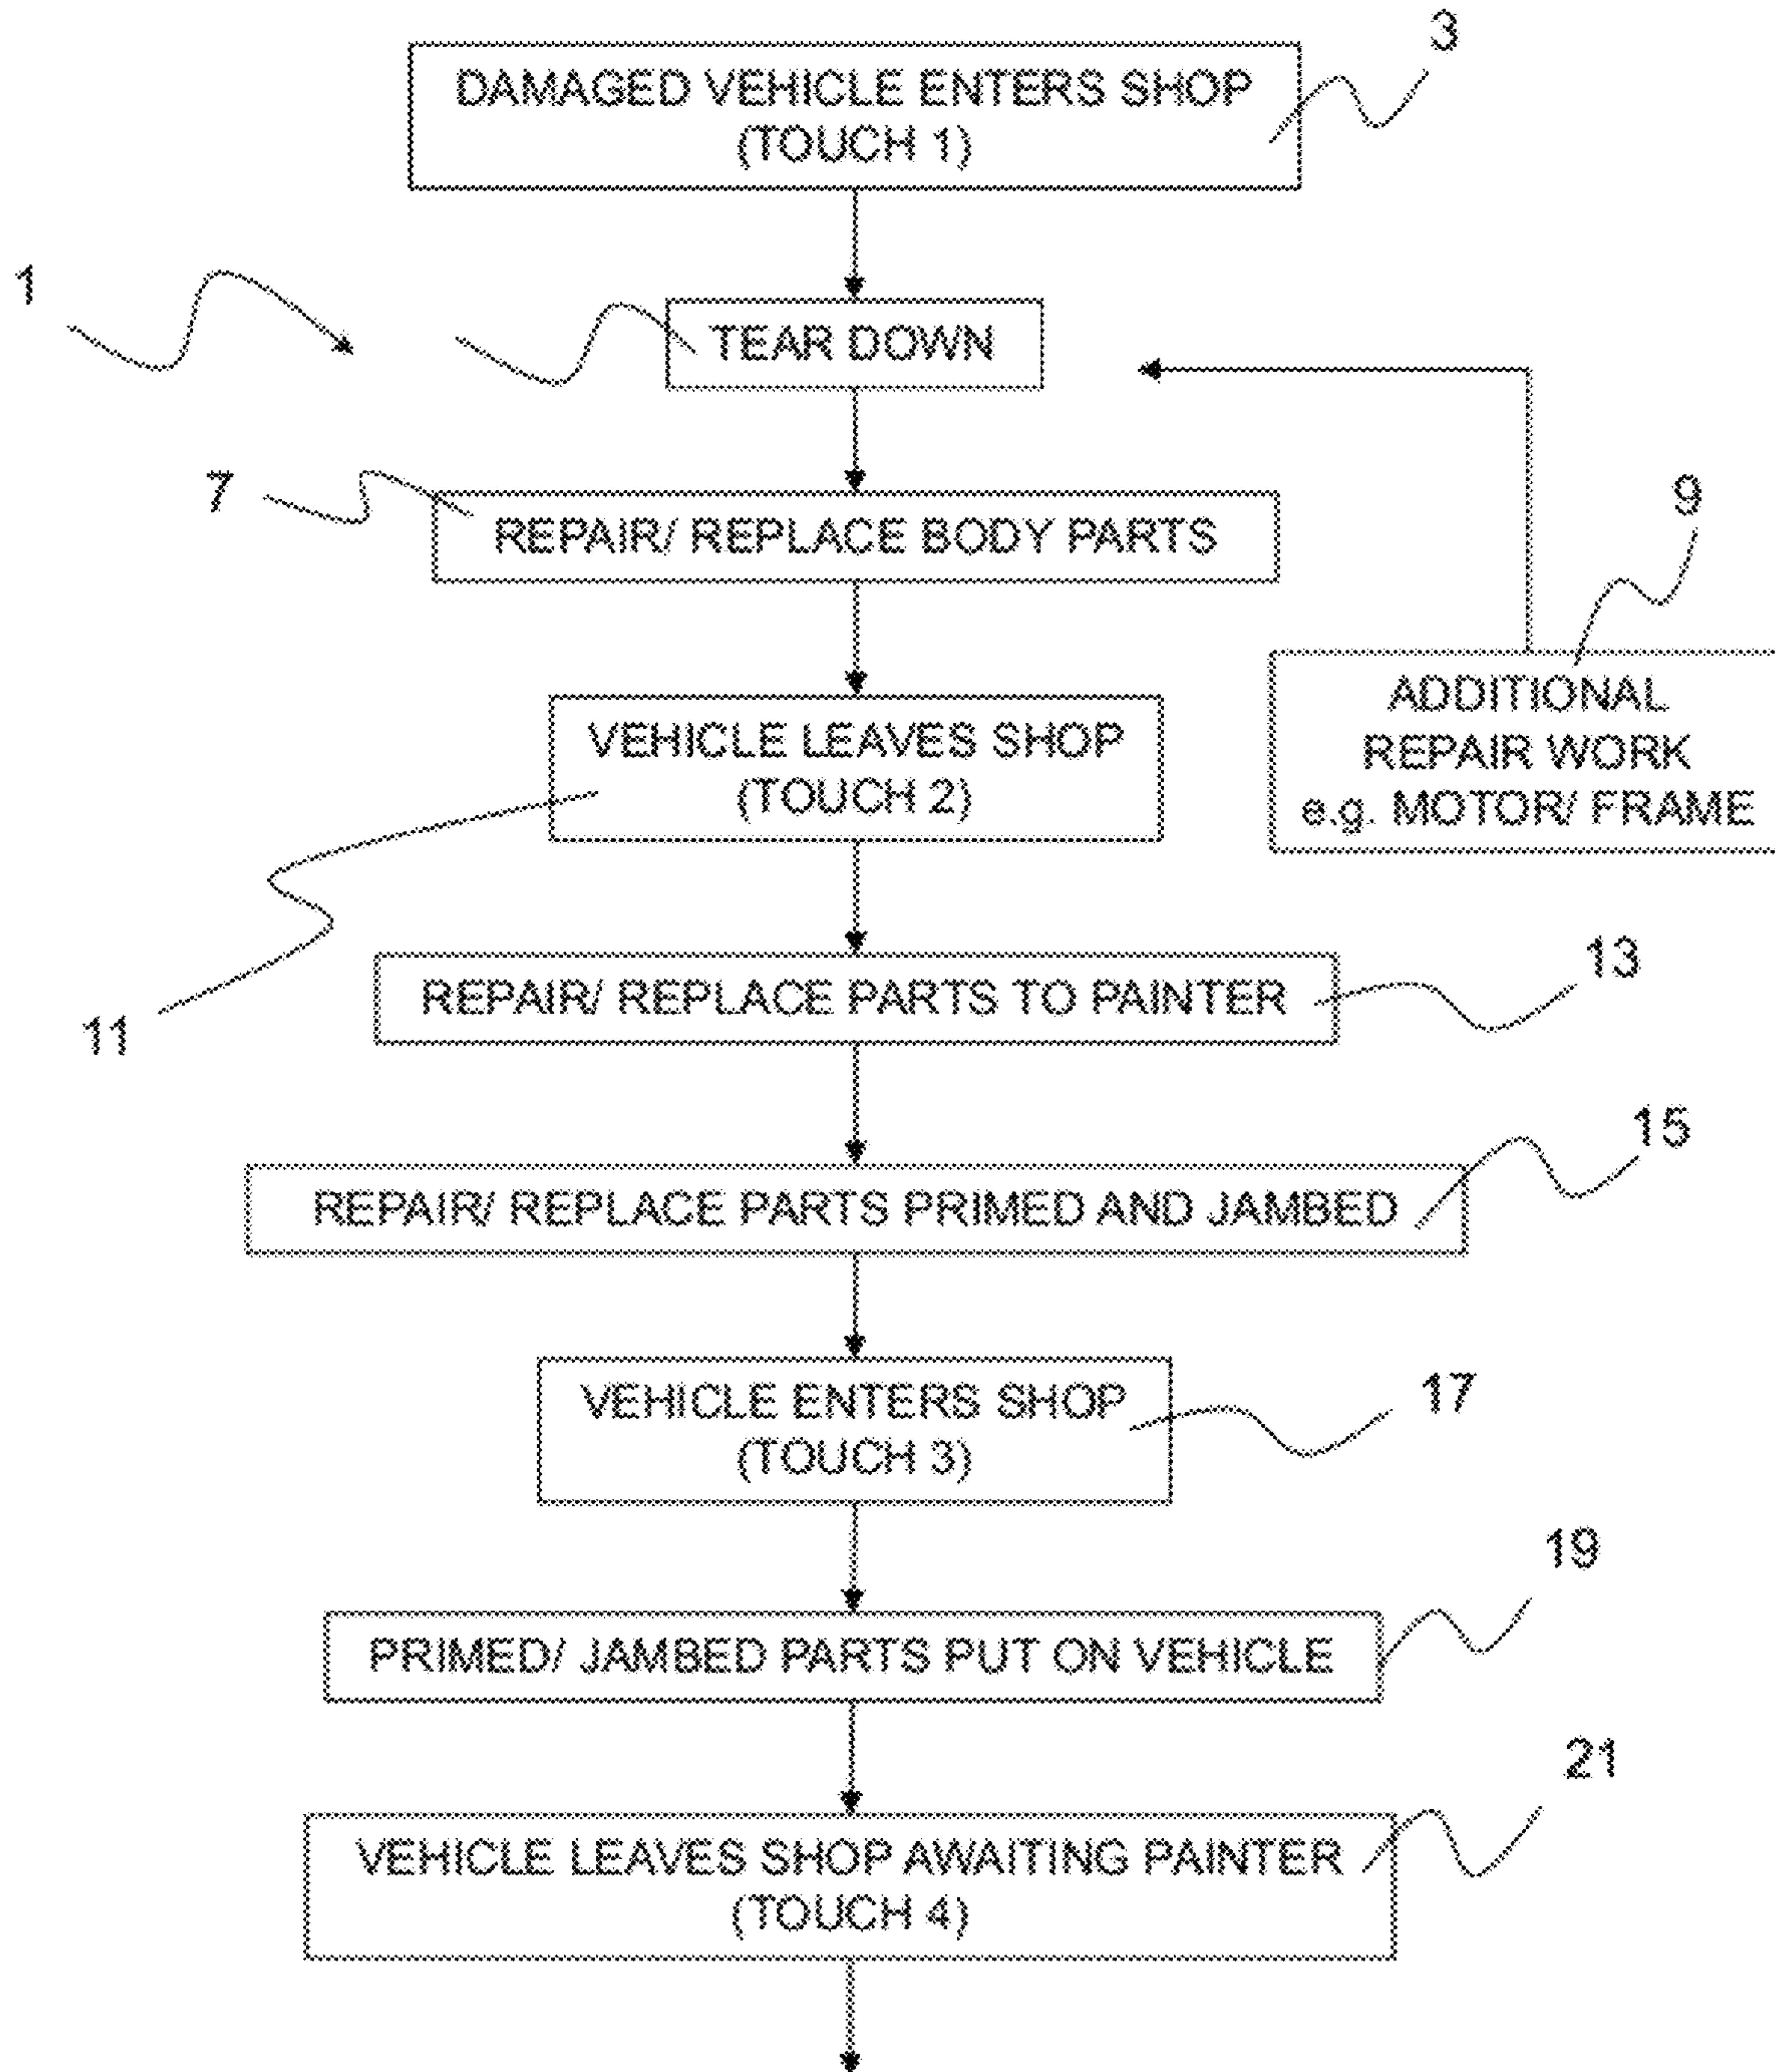 3
DAMAGED VEHICLE ENTERS SHOP
(TOUCH 1)
1
TEAR DOWN
7
REPAIR/ REPLACE BODY PARTS
9
ADDITIONAL
REPAIR WORK
e.g. MOTOR/ FRAME
VEHICLE LEAVES SHOP
(TOUCH 2)
11
REPAIR/ REPLACE PARTS TO PAINTER
13
15
REPAIR/ REPLACE PARTS PRIMED AND JAMBED
VEHICLE ENTERS SHOP
(TOUCH 3)
17
19
PRIMED/ JAMBED PARTS PUT ON VEHICLE
21
VEHICLE LEAVES SHOP AWAITING PAINTER
(TOUCH 4)